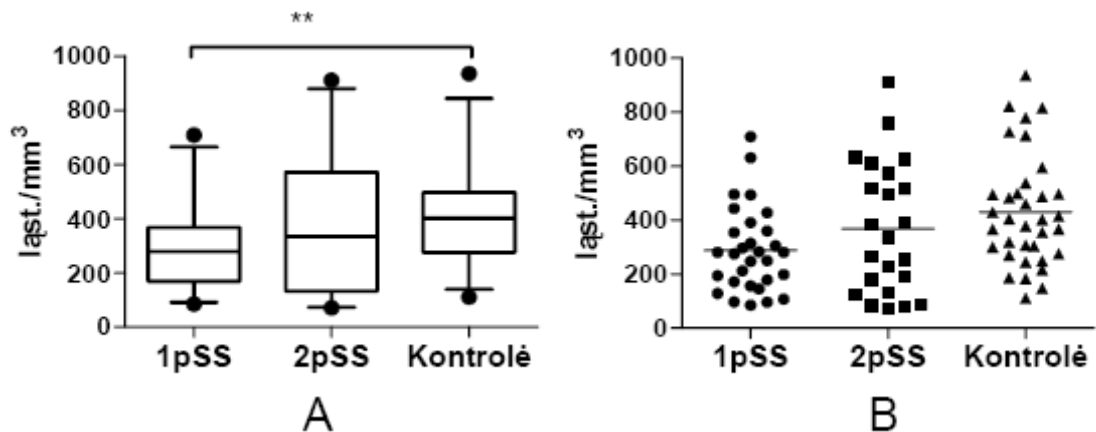 **
ląst./mm³
1000
800
600
400
200
0
1pSS
2pSS
Kontrolė
A
ląst./mm³
1000
800
600
400
200
0
1pSS
2pSS
Kontrolė
B